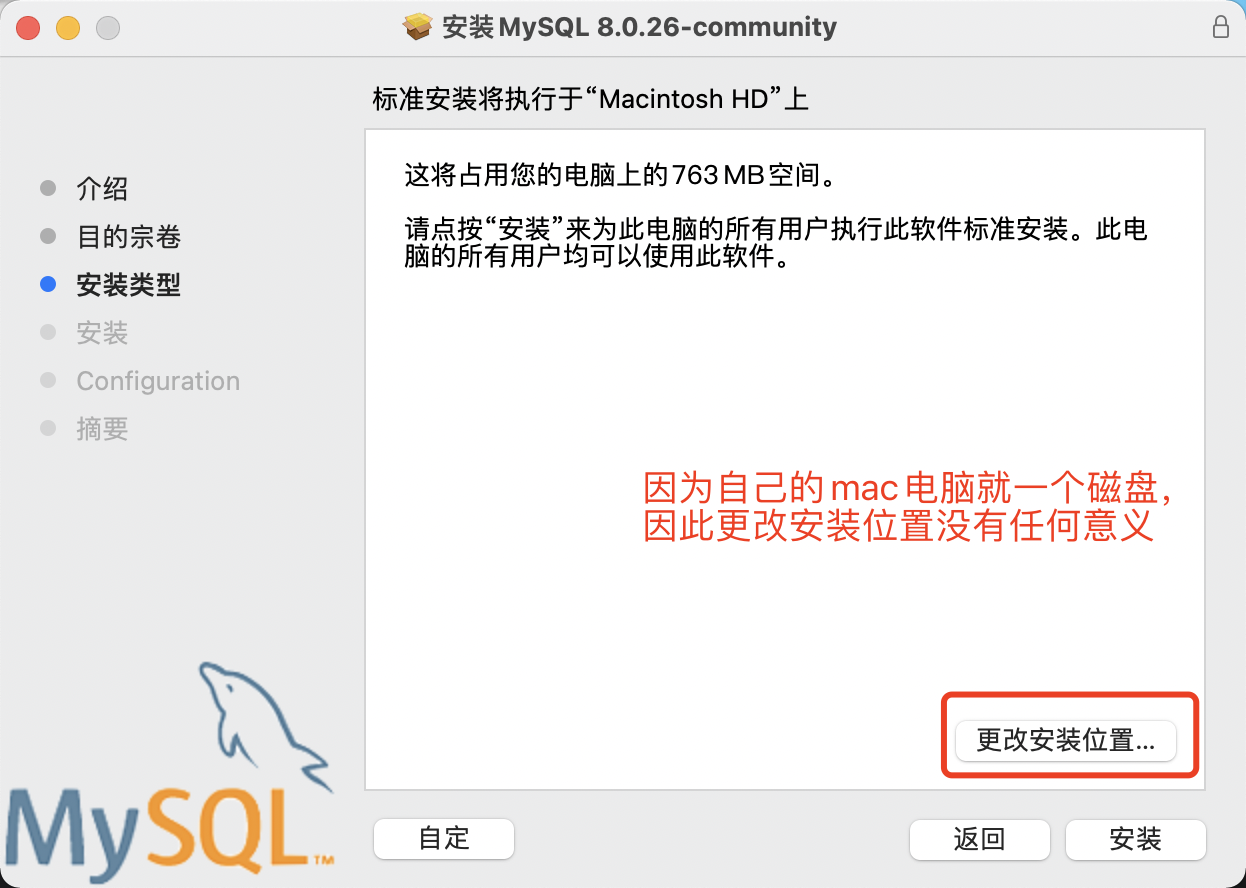 安装 MySQL 8.0.26-community
标准安装将执行于“Macintosh HD”上
介绍
目的宗卷
安装类型
安装
Configuration
摘要
这将占用您的电脑上的763 MB 空间。
请点按“安装”来为此电脑的所有用户执行此软件标准安装。此电
脑的所有用户均可以使用此软件。
因为自己的mac电脑就一个磁盘，
因此更改安装位置没有任何意义
更改安装位置...
MySQL™
自定
返回
安装